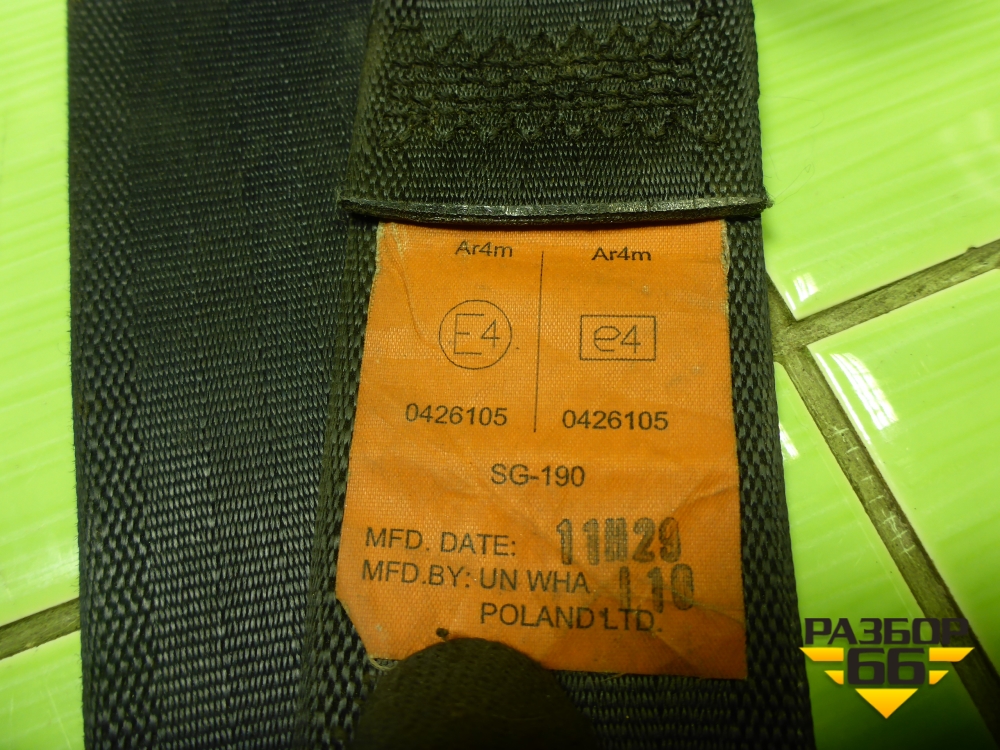 Ar4m Ar4m
E4 e4
0426105 0426105
SG-190
MFD. DATE: 11H29
MFD.BY: UN WHA 110
POLAND LTD.
РАЗБОР
66